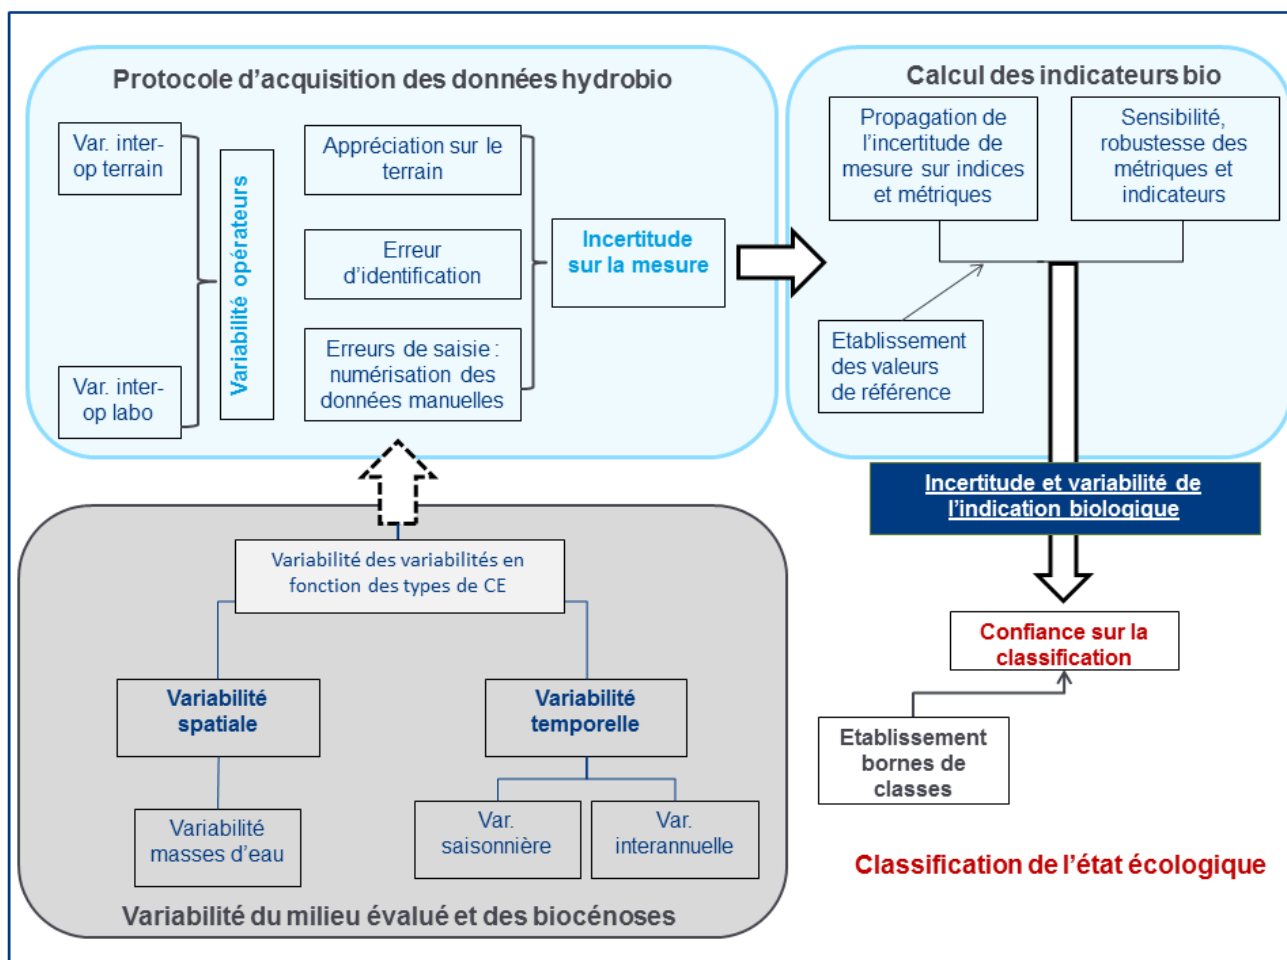 Protocole d’acquisition des données hydrobio
Var. inter-
op terrain
Var. inter-
op labo
Variabilité opérateurs
Appréciation sur le
terrain
Erreur
d’identification
Erreurs de saisie :
numérisation des
données manuelles
Incertitude
sur la mesure
Calcul des indicateurs bio
Propagation de
l’incertitude de
mesure sur indices
et métriques
Sensibilité,
robustesse des
métriques et
indicateurs
Etablissement
des valeurs
de référence
Incertitude et variabilité de
l’indication biologique
Confiance sur la
classification
Etablissement
bornes de
classes
Classification de l’état écologique
Variabilité des variabilités en
fonction des types de CE
Variabilité
spatiale
Variabilité
temporelle
Variabilité
masses d’eau
Var.
saisonnière
Var.
interannuelle
Variabilité du milieu évalué et des biocénoses